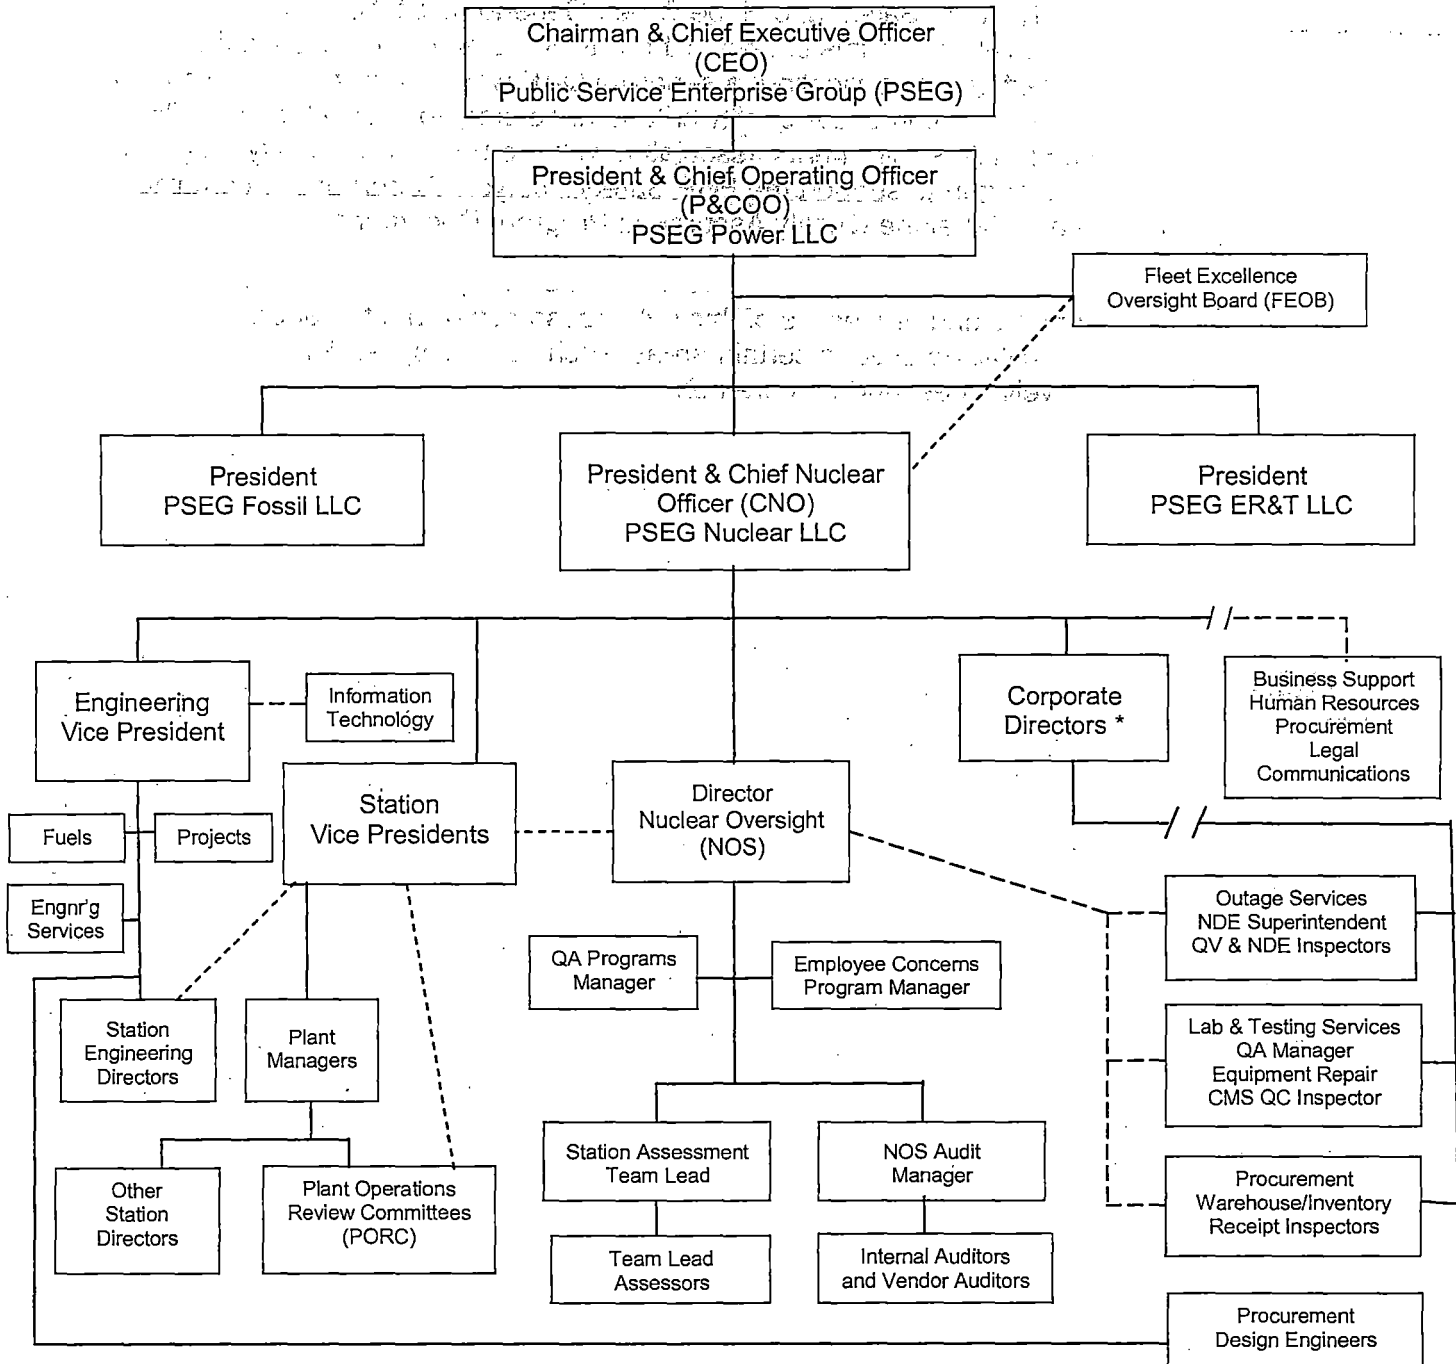 Chairman & Chief Executive Officer
(CEO)
Public Service Enterprise Group (PSEG)
President & Chief Operating Officer
(P&COO)
PSEG Power LLC
Fleet Excellence
Oversight Board (FEOB)
President
PSEG Fossil LLC
President & Chief Nuclear
Officer (CNO)
PSEG Nuclear LLC
President
PSEG ER&T LLC
Engineering
Vice President
Information
Technology
Corporate
Directors *
Business Support
Human Resources
Procurement
Legal
Communications
Station
Vice Presidents
Director
Nuclear Oversight
(NOS)
Fuels
Projects
Engnr'g
Services
Outage Services
NDE Superintendent
QV & NDE Inspectors
QA Programs
Manager
Employee Concerns
Program Manager
Station
Engineering
Directors
Plant
Managers
Lab & Testing Services
QA Manager
Equipment Repair
CMS QC Inspector
Station Assessment
Team Lead
NOS Audit
Manager
Other
Station
Directors
Plant Operations
Review Committees
(PORC)
Procurement
Warehouse/Inventory
Receipt Inspectors
Team Lead
Assessors
Internal Auditors
and Vendor Auditors
Procurement
Design Engineers